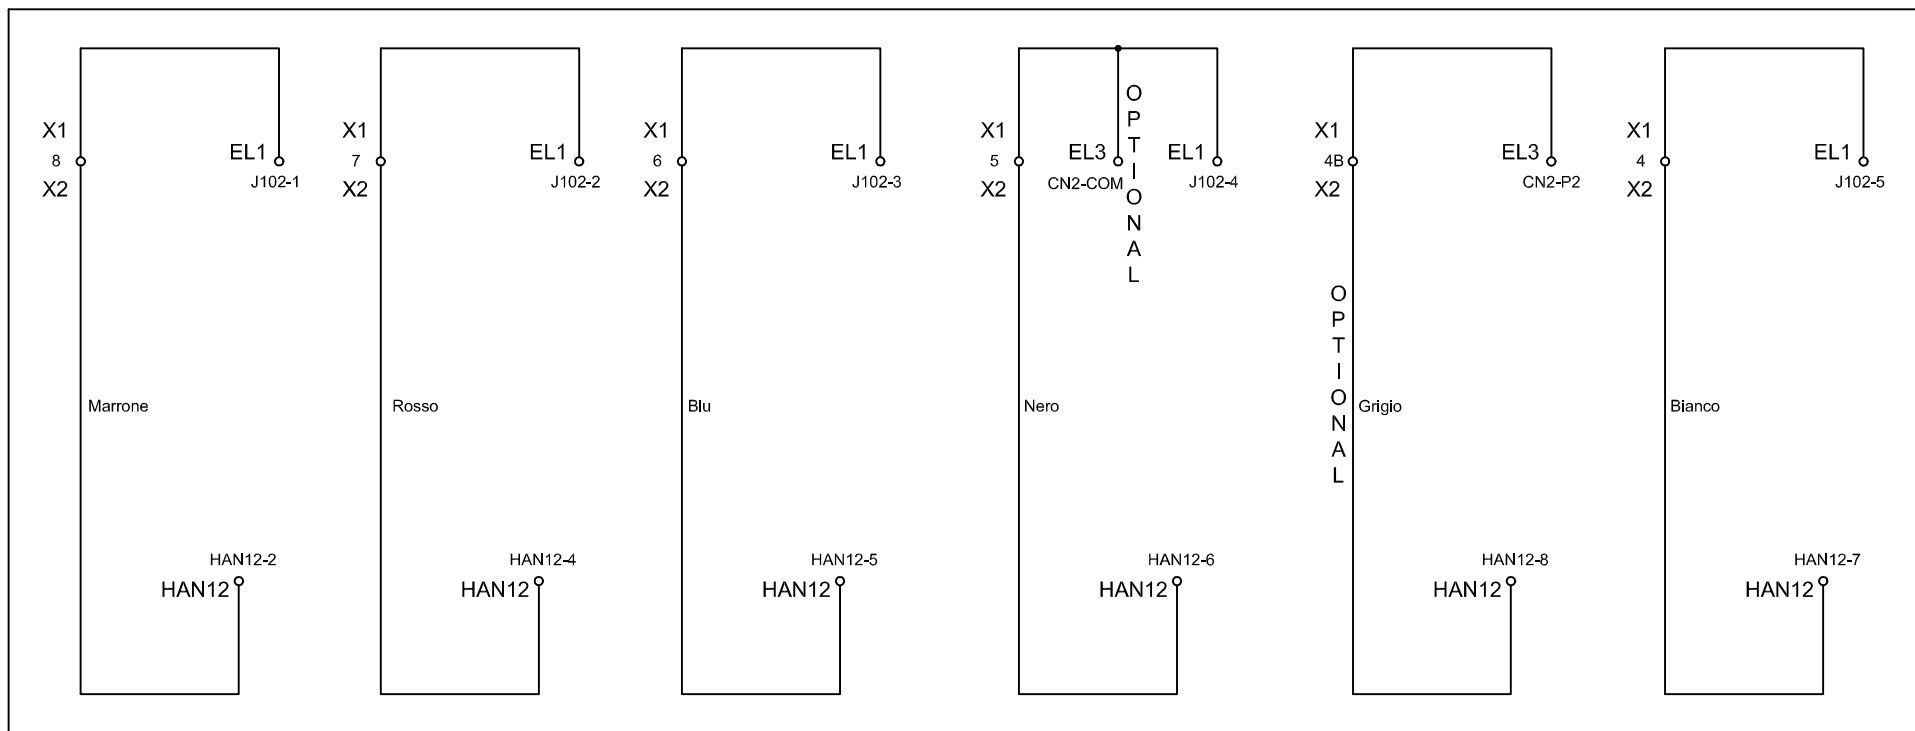 X1
8
X2
EL1
J102-1
Marrone
HAN12-2
HAN12
X1
7
X2
EL1
J102-2
Rosso
HAN12-4
HAN12
X1
6
X2
EL1
J102-3
Blu
HAN12-5
HAN12
X1
5
X2
EL3
CN2-COM
OPTIONAL
EL1
J102-4
Nero
HAN12-6
HAN12
X1
4B
X2
EL3
CN2-P2
OPTIONAL
Grigio
HAN12-8
HAN12
X1
4
X2
EL1
J102-5
Bianco
HAN12-7
HAN12